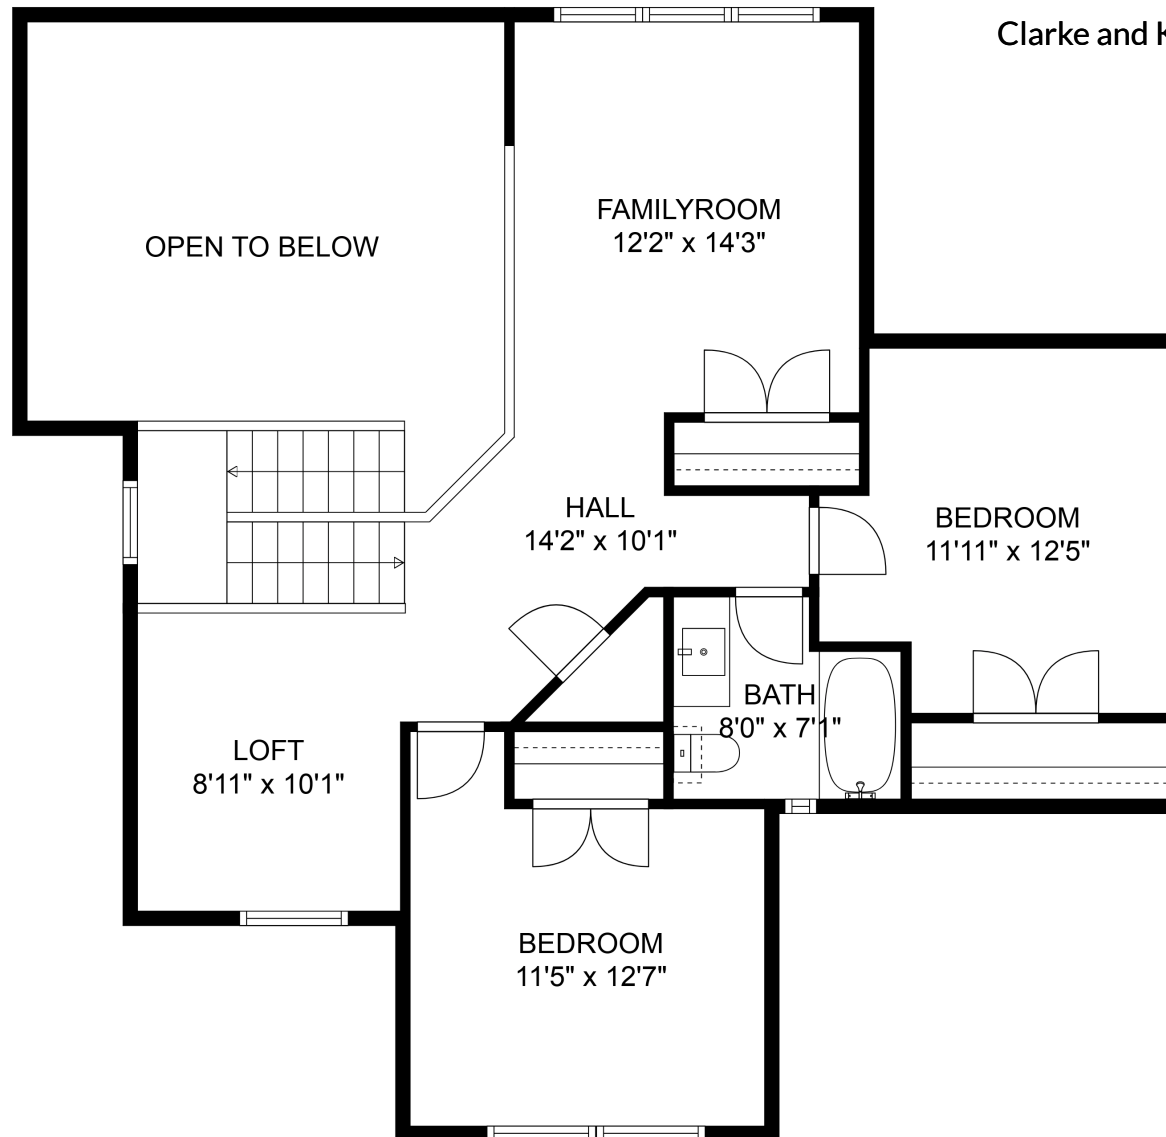 Clarke and
FAMILYROOM
12'2" x 14'3"
OPEN TO BELOW
HALL
14'2" x 10'1"
BEDROOM
11'11" x 12'5"
BATH
8'0" x 7'1"
LOFT
8'11" x 10'1"
BEDROOM
11'5" x 12'7"